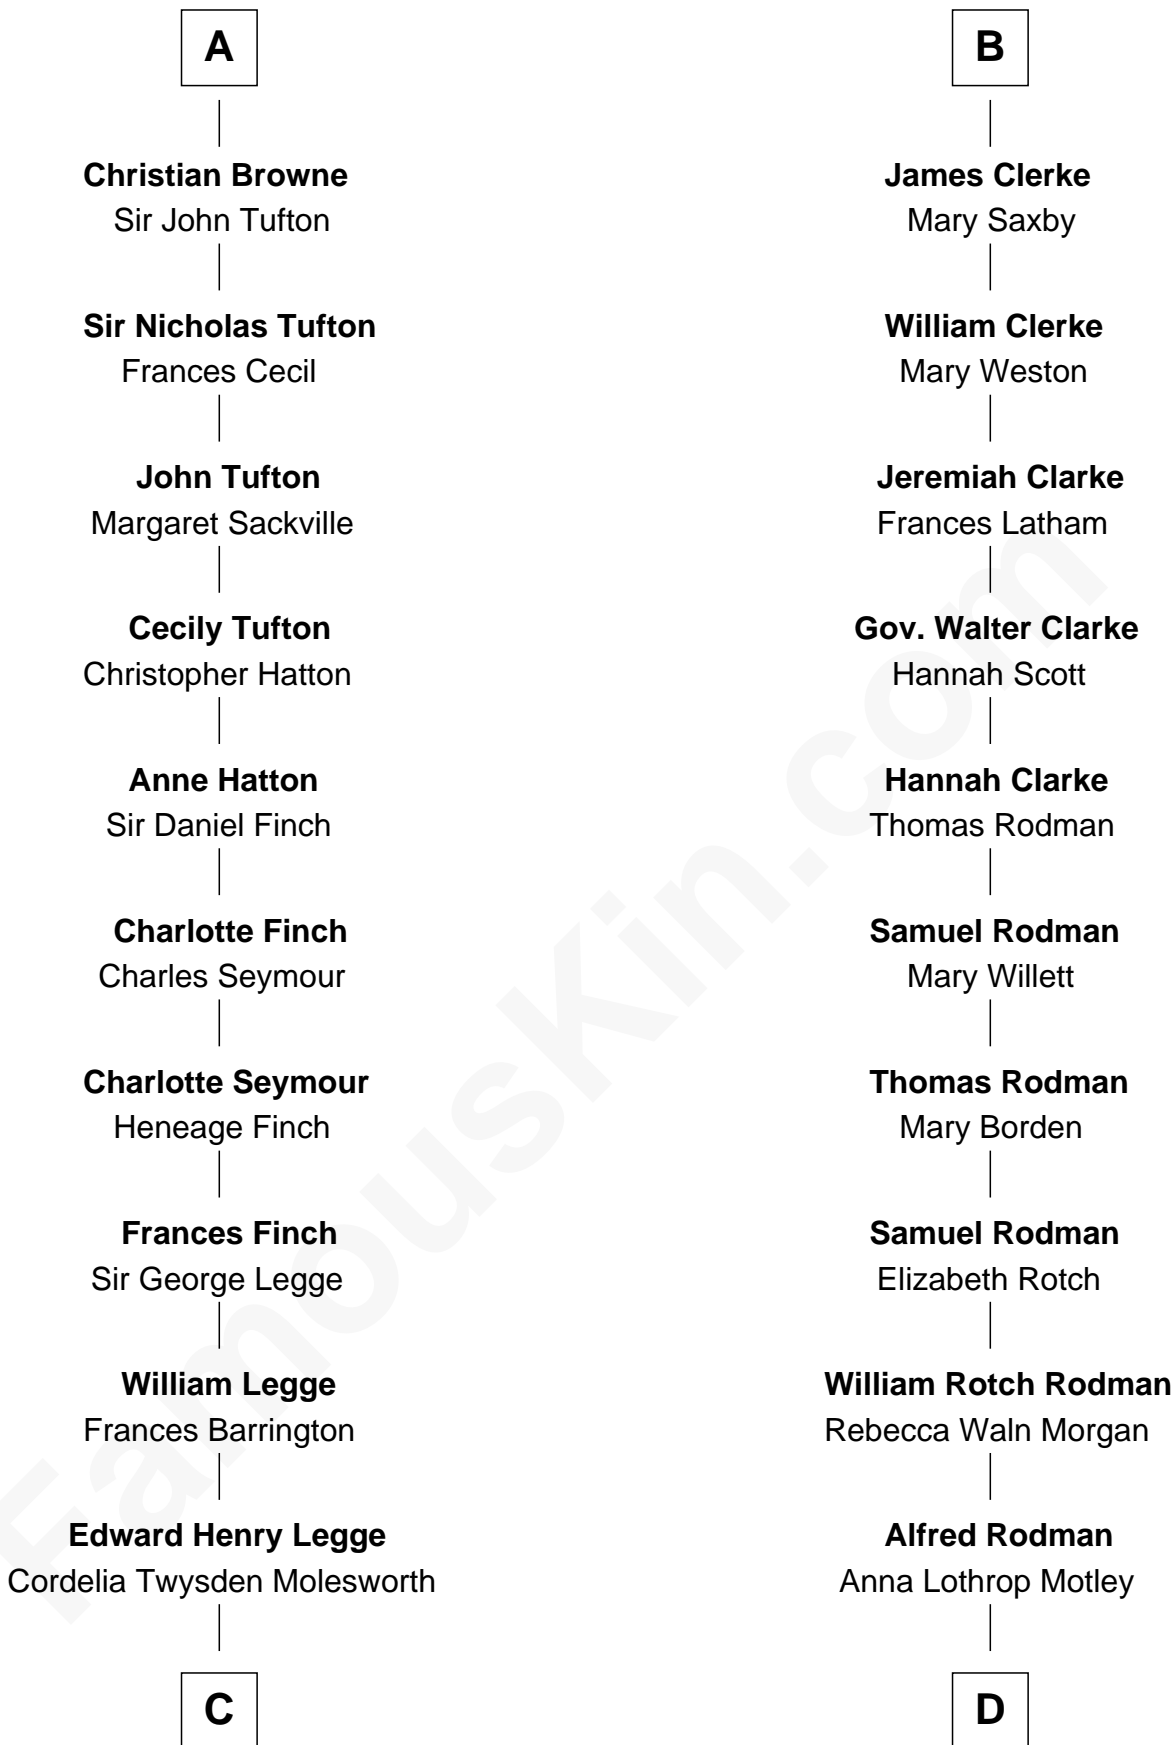 A
Christian Browne
Sir John Tufton
Sir Nicholas Tufton
Frances Cecil
John Tufton
Margaret Sackville
Cecily Tufton
Christopher Hatton
Anne Hatton
Sir Daniel Finch
Charlotte Finch
Charles Seymour
Charlotte Seymour
Heneage Finch
Frances Finch
Sir George Legge
William Legge
Frances Barrington
Edward Henry Legge
Cordelia Twysden Molesworth
C
B
James Clerke
Mary Saxby
William Clerke
Mary Weston
Jeremiah Clarke
Frances Latham
Gov. Walter Clarke
Hannah Scott
Hannah Clarke
Thomas Rodman
Samuel Rodman
Mary Willett
Thomas Rodman
Mary Borden
Samuel Rodman
Elizabeth Rotch
William Rotch Rodman
Rebecca Waln Morgan
Alfred Rodman
Anna Lothrop Motley
D
FamousKin.com